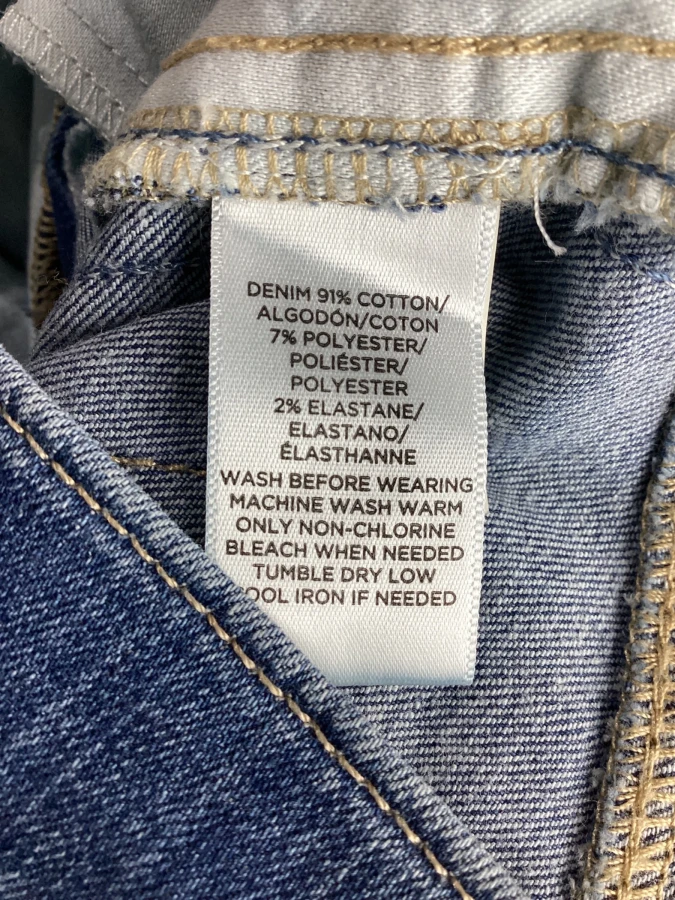 DENIM 91% COTTON/
ALGODÓN/COTON
7% POLYESTER/
POLIÉSTER/
POLYESTER
2% ELASTANE/
ELASTANO/
ÉLASTHANNE
WASH BEFORE WEARING
MACHINE WASH WARM
ONLY NON-CHLORINE
BLEACH WHEN NEEDED
TUMBLE DRY LOW
OOL IRON IF NEEDED